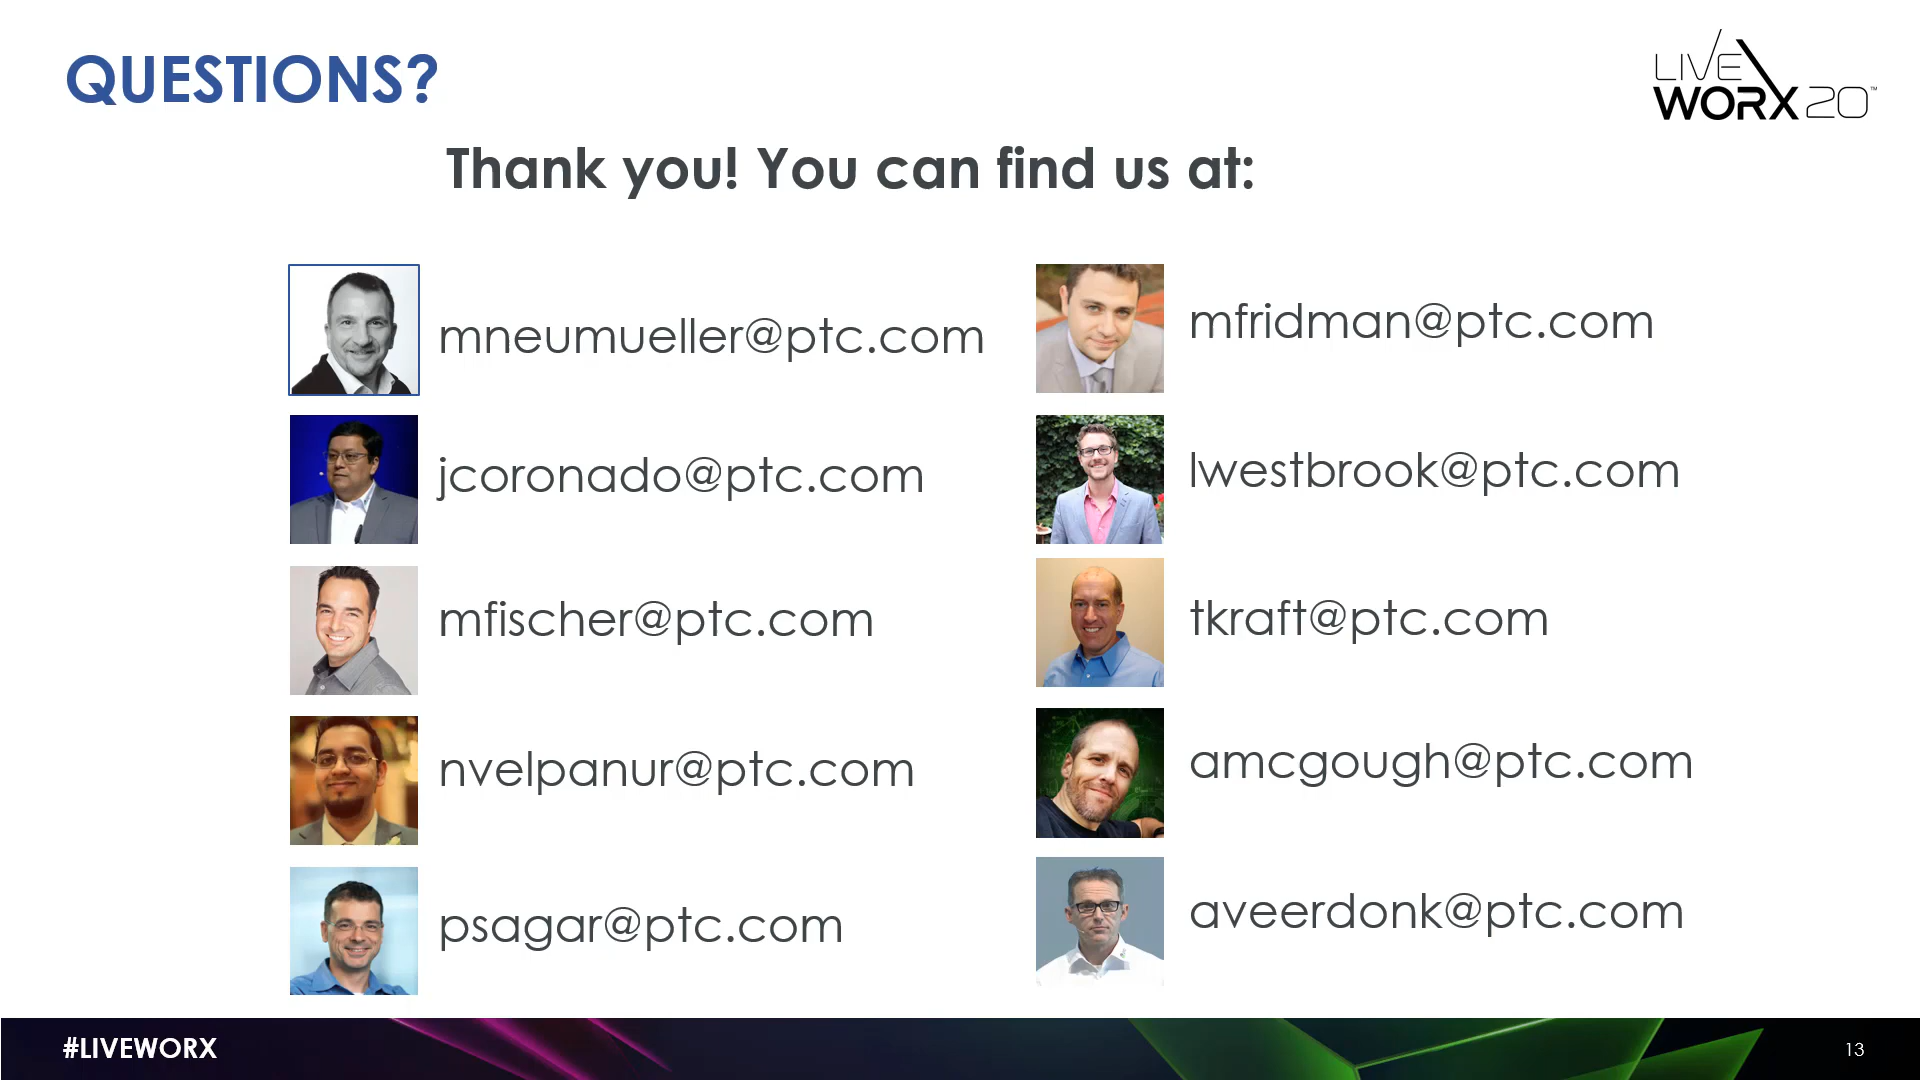 QUESTIONS?
LIVE
WORX 20™
Thank you! You can find us at:
mneumueller@ptc.com
jcoronado@ptc.com
mfischer@ptc.com
nvelpanur@ptc.com
psagar@ptc.com
mfridman@ptc.com
lwestbrook@ptc.com
tkraft@ptc.com
amcgough@ptc.com
aveerdonk@ptc.com
#LIVEWORX
13